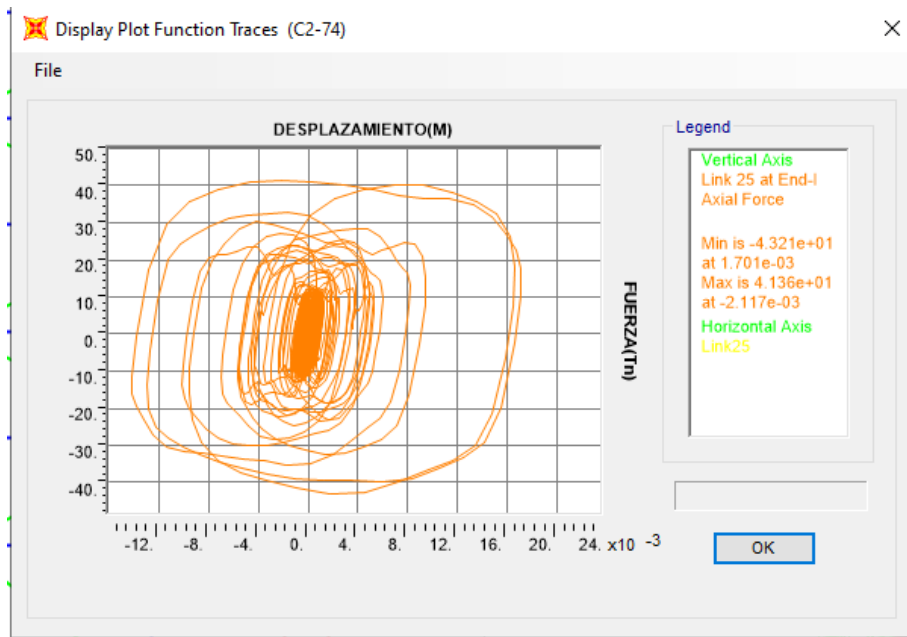 Display Plot Function Traces (C2-74)
File
DESPLAZAMIENTO(M)
50.
40.
30.
20.
10.
0.
-10.
-20.
-30.
-40.
-12. -8. -4. 0. 4. 8. 12. 16. 20. 24. x10 -3
FUERZA(Tn)
Legend
Vertical Axis
Link 25 at End-I
Axial Force
Min is -4.321e+01
at 1.701e-03
Max is 4.136e+01
at -2.117e-03
Horizontal Axis
Link25
OK